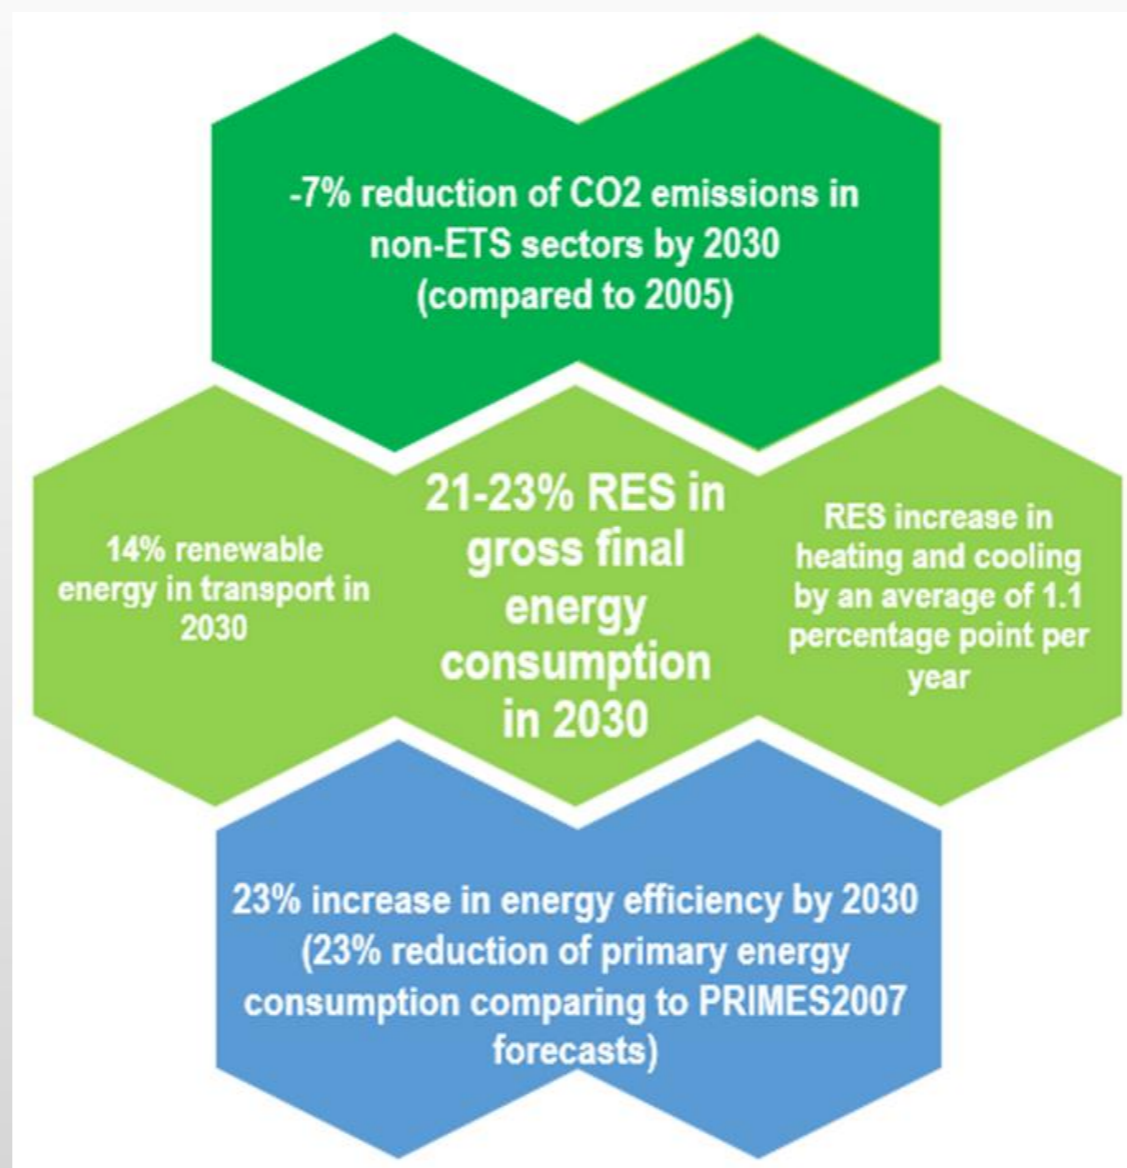 -7% reduction of CO2 emissions in
non-ETS sectors by 2030
(compared to 2005)
14% renewable
energy in transport in
2030
21-23% RES in
gross final
energy
consumption
in 2030
RES increase in
heating and cooling
by an average of 1.1
percentage point per
year
23% increase in energy efficiency by 2030
(23% reduction of primary energy
consumption comparing to PRIMES2007
forecasts)